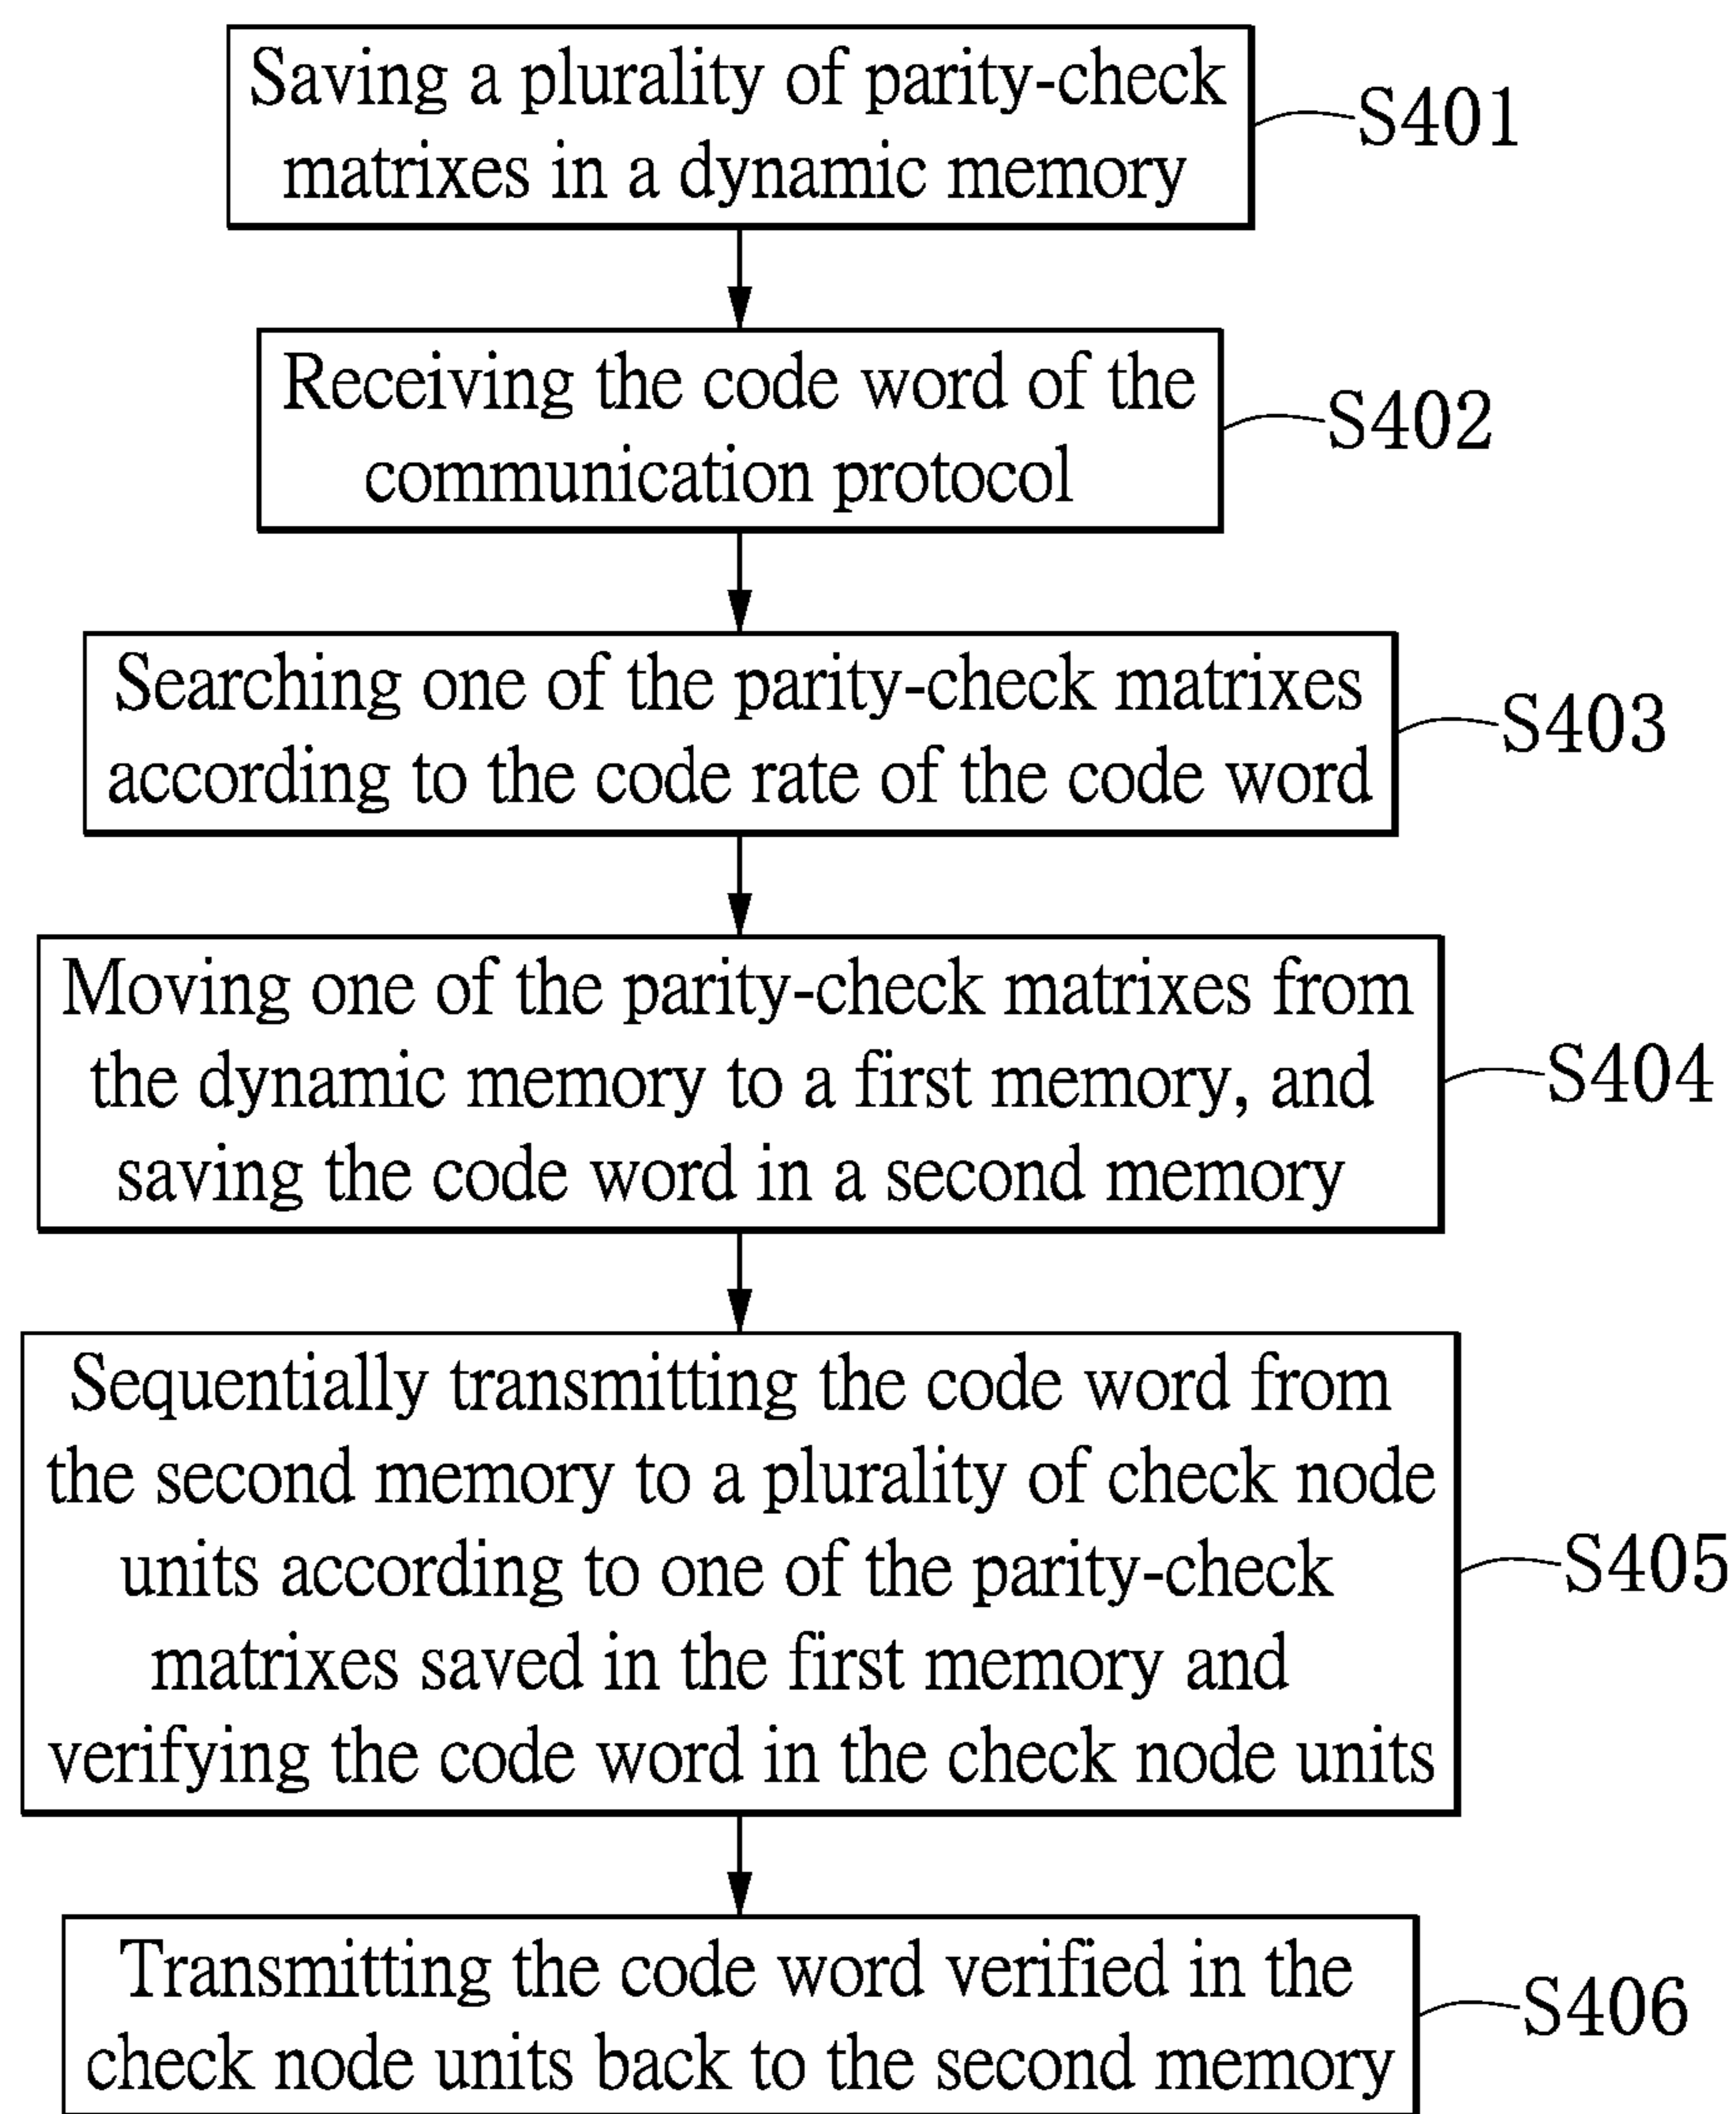 Saving a plurality of parity-check
matrixes in a dynamic memory
S401
Receiving the code word of the
communication protocol
S402
Searching one of the parity-check matrixes
according to the code rate of the code word
S403
Moving one of the parity-check matrixes from
the dynamic memory to a first memory, and
saving the code word in a second memory
S404
Sequentially transmitting the code word from
the second memory to a plurality of check node
units according to one of the parity-check
matrixes saved in the first memory and
verifying the code word in the check node units
S405
Transmitting the code word verified in the
check node units back to the second memory
S406